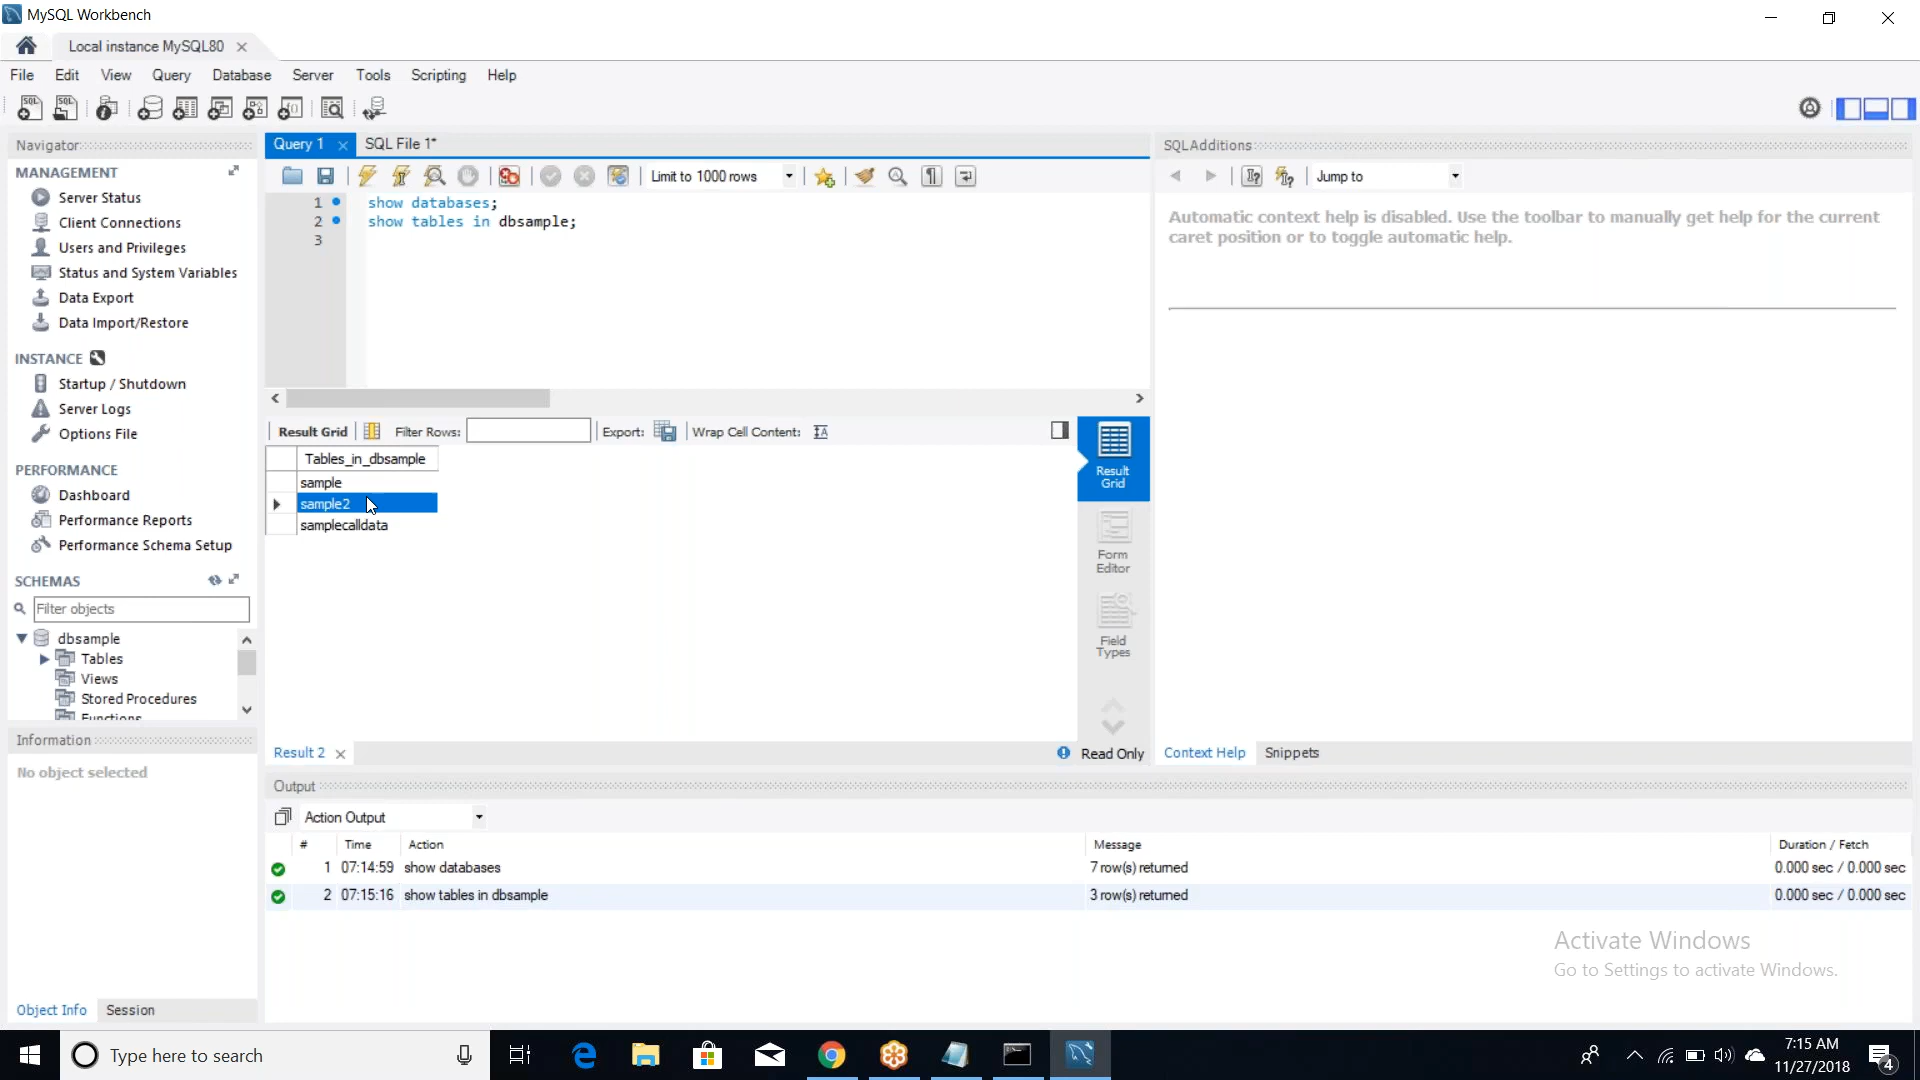 MySQL Workbench
Local instance MySQL80
File Edit View Query Database Server Tools Scripting Help
Navigator
MANAGEMENT
Server Status
Client Connections
Users and Privileges
Status and System Variables
Data Export
Data Import/Restore
INSTANCE
Startup / Shutdown
Server Logs
Options File
PERFORMANCE
Dashboard
Performance Reports
Performance Schema Setup
SCHEMAS
Filter objects
dbsample
Tables
Views
Stored Procedures
Functions
Information
No object selected
Object Info Session
Query 1 SQL File 1*
Limit to 1000 rows
1 show databases;
2 show tables in dbsample;
3
Result Grid Filter Rows: Export: Wrap Cell Content:
Tables_in_dbsample
sample
sample2
samplecalldata
Result Grid
Form Editor
Field Types
Result 2
Read Only
SQLAdditions
Jump to
Automatic context help is disabled. Use the toolbar to manually get help for the current
caret position or to toggle automatic help.
Context Help Snippets
Output
Action Output
# Time Action Message Duration / Fetch
1 07:14:59 show databases 7 row(s) returned 0.000 sec / 0.000 sec
2 07:15:16 show tables in dbsample 3 row(s) returned 0.000 sec / 0.000 sec
Activate Windows
Go to Settings to activate Windows.
Type here to search
7:15 AM
11/27/2018
4